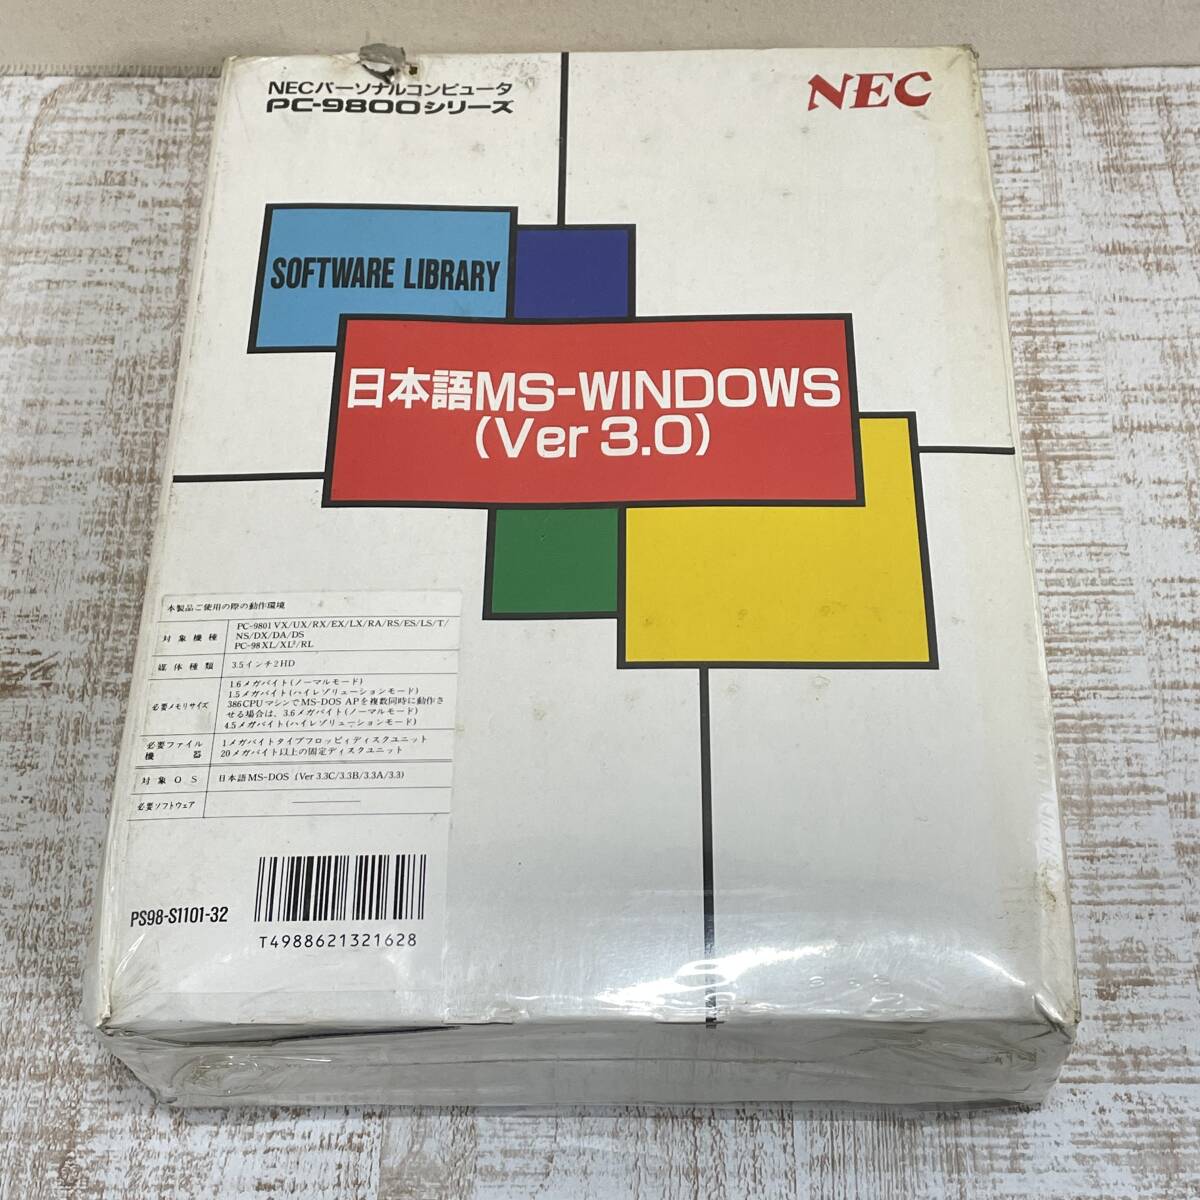 NECパーソナルコンピュータ
PC-9800シリーズ
NEC
SOFTWARE LIBRARY
日本語MS-WINDOWS
(Ver 3.0)
本製品ご使用の際の動作環境
対象機種
PC-9801 VX/UX/RX/EX/LX/RA/RS/ES/LS/T/
NS/DX/DA/DS
PC-98 XL/XL²/RL
媒体種類
3.5インチ2HD
必要メモリサイズ
1.6メガバイト(ノーマルモード)
1.5メガバイト(ハイレゾリューションモード)
386CPUマシンでMS-DOS APを複数同時に動作さ
せる場合は、3.6メガバイト(ノーマルモード)
4.5メガバイト(ハイレゾリューションモード)
必要ファイル
機器
1メガバイトタイプフロッピィディスクユニット
20メガバイト以上の固定ディスクユニット
対象OS
日本語MS-DOS (Ver 3.3C/3.3B/3.3A/3.3)
必要ソフトウェア
PS98-S1101-32
T4988621321628